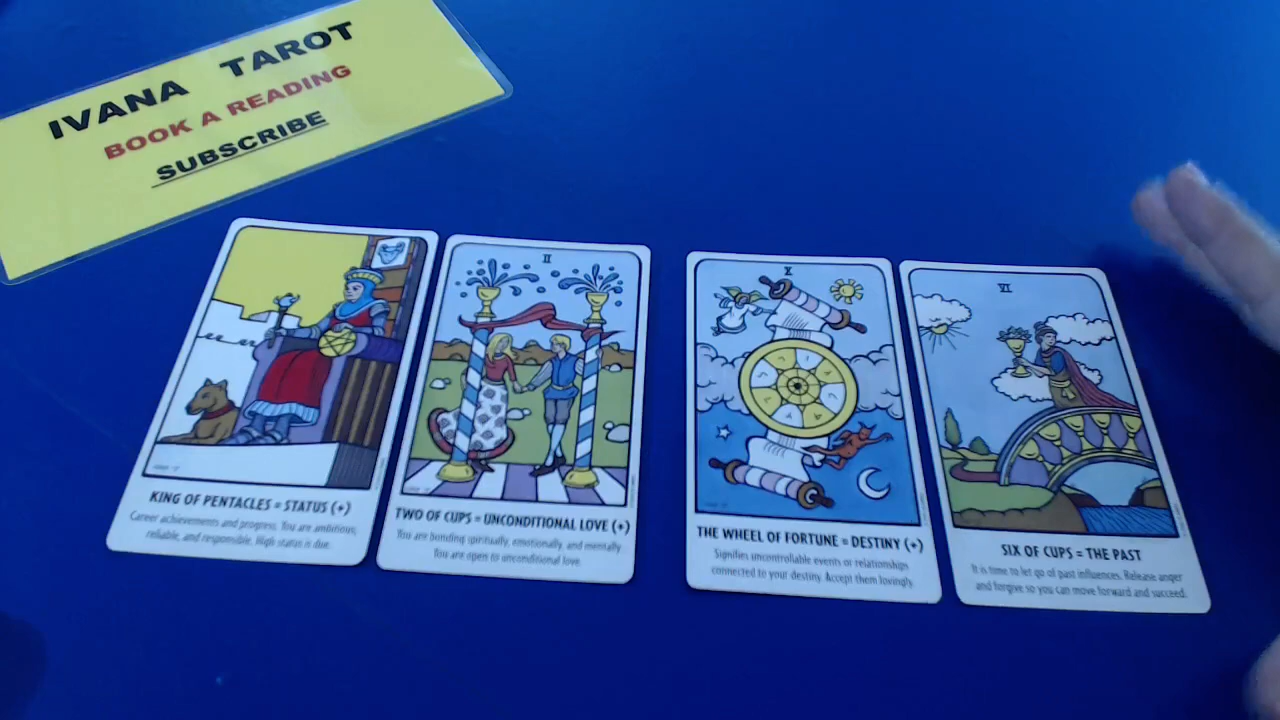 IVANA TAROT
BOOK A READING
SUBSCRIBE
KING OF PENTACLES = STATUS (+)
Career achievements and progress. You are ambitious,
reliable, and responsible. High status is due.
II
TWO OF CUPS = UNCONDITIONAL LOVE (+)
You are bonding spiritually, emotionally, and mentally.
You are open to unconditional love.
X
THE WHEEL OF FORTUNE = DESTINY (+)
Signifies uncontrollable events or relationships
connected to your destiny. Accept them lovingly.
VI
SIX OF CUPS = THE PAST
It is time to let go of past influences. Release anger
and forgive so you can move forward and succeed.